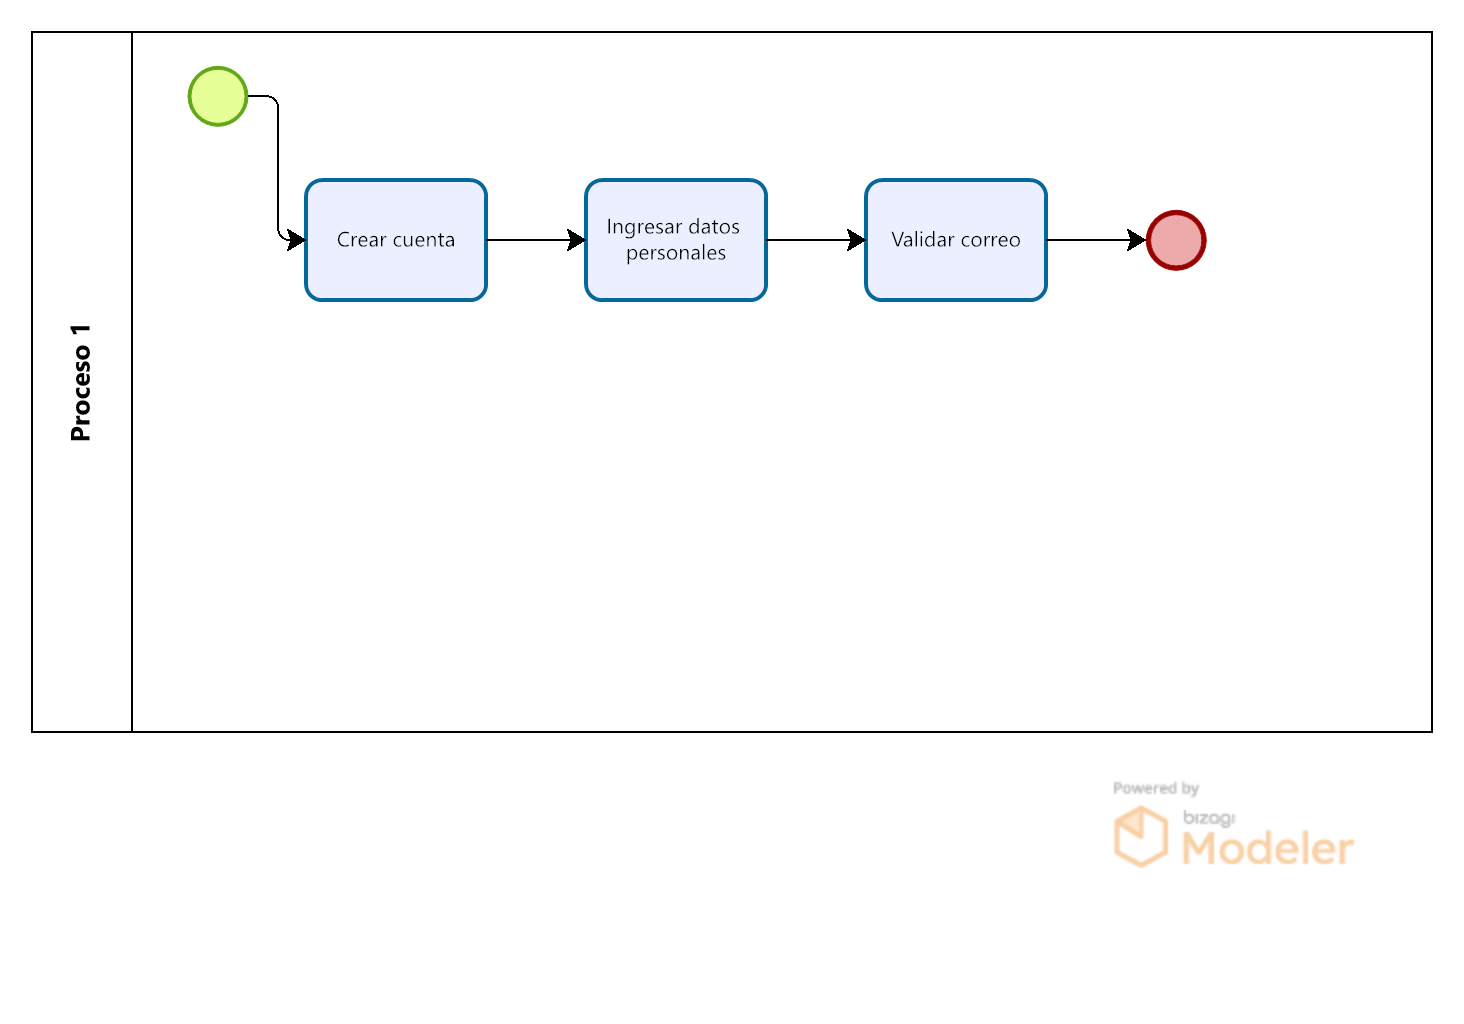 Proceso 1
Crear cuenta
Ingresar datos
personales
Validar correo
Powered by
bizagi
Modeler